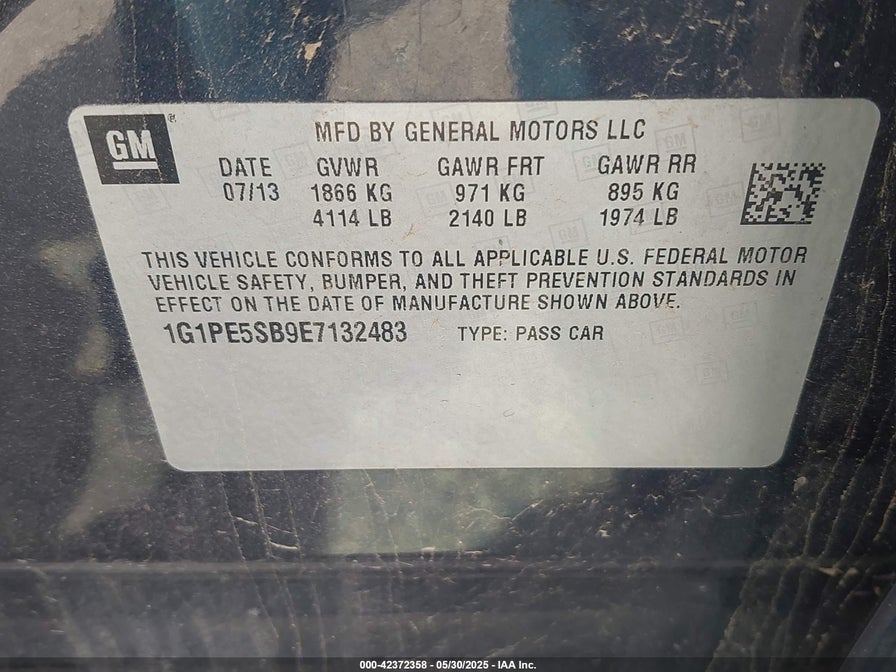 GM
®
MFD BY GENERAL MOTORS LLC
DATE GVWR GAWR FRT GAWR RR
07/13 1866 KG 971 KG 895 KG
4114 LB 2140 LB 1974 LB
THIS VEHICLE CONFORMS TO ALL APPLICABLE U.S. FEDERAL MOTOR
VEHICLE SAFETY, BUMPER, AND THEFT PREVENTION STANDARDS IN
EFFECT ON THE DATE OF MANUFACTURE SHOWN ABOVE.
1G1PE5SB9E7132483 TYPE: PASS CAR
000-42372358 - 05/30/2025 - IAA Inc.